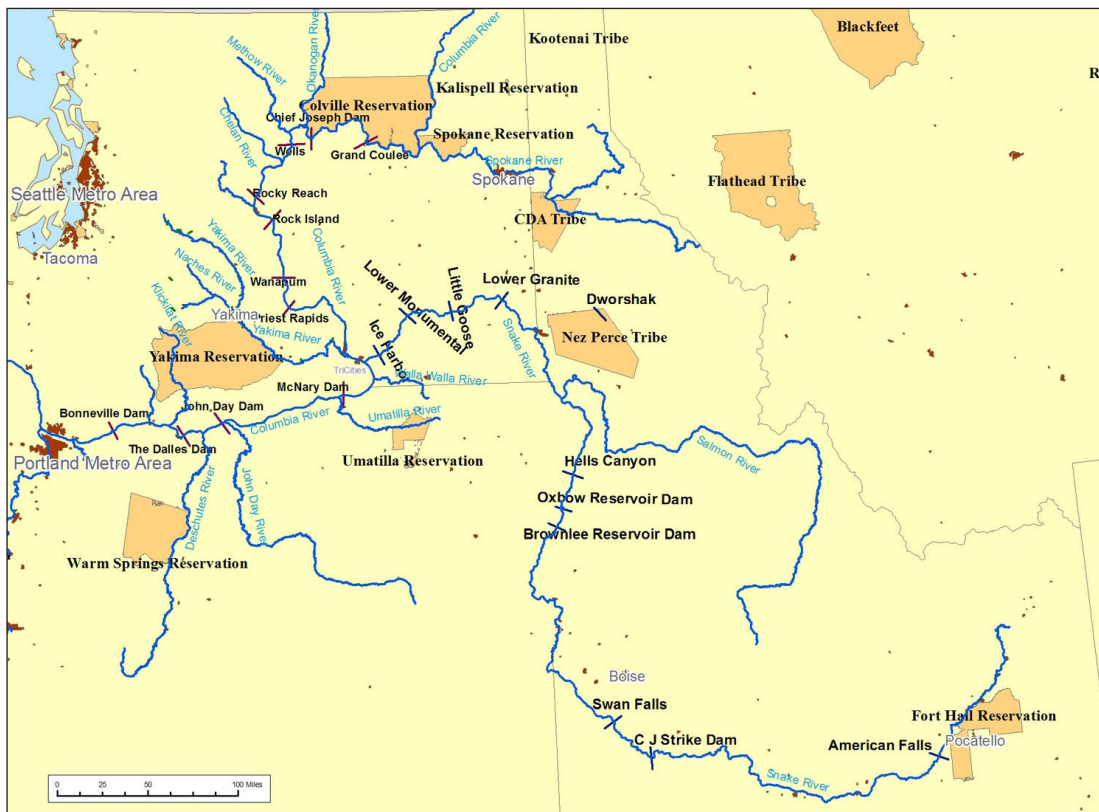 Blackfeet
Kootenai Tribe
Methow River
Okanogan River
Columbia River
Kalispell Reservation
Colville Reservation
Chief Joseph Dam
Chelan River
Spokane Reservation
Wells
Grand Coulee
Spokane River
Spokane
Flathead Tribe
Seattle Metro Area
Rocky Reach
Rock Island
CDA Tribe
Tacoma
Yakima River
Naches River
Columbia River
Wanapum
Lower Monumental
Little Goose
Lower Granite
Dworshak
Klickitat River
Yakima
Priest Rapids
Yakima River
Ice Harbor
Snake River
Nez Perce Tribe
Yakima Reservation
TriCities
Walla Walla River
McNary Dam
Bonneville Dam
John Day Dam
Columbia River
Umatilla River
The Dalles Dam
Portland Metro Area
Umatilla Reservation
Salmon River
Hells Canyon
Deschutes River
John Day River
Oxbow Reservoir Dam
Brownlee Reservoir Dam
Warm Springs Reservation
Boise
Swan Falls
C J Strike Dam
Fort Hall Reservation
Pocatello
American Falls
Snake River
0 25 50 100 Miles
R